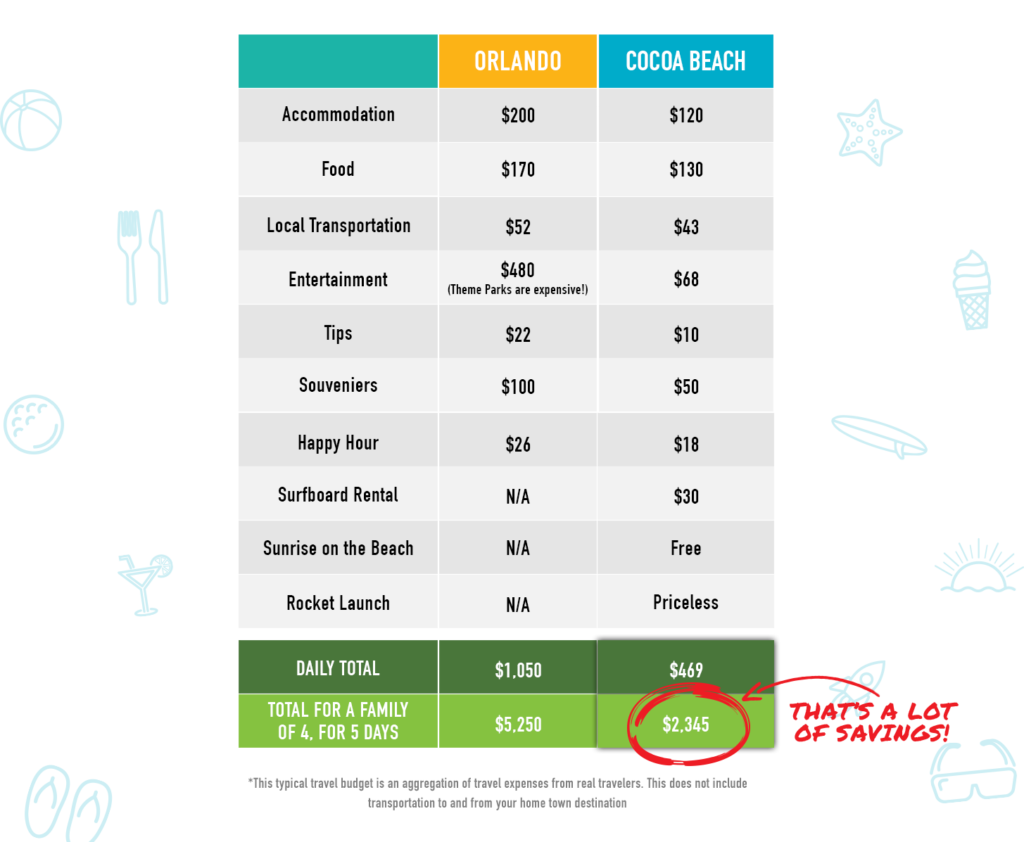 ORLANDO COCOA BEACH
Accommodation $200 $120
Food $170 $130
Local Transportation $52 $43
Entertainment $480 $68
(Theme Parks are expensive!)
Tips $22 $10
Souveniers $100 $50
Happy Hour $26 $18
Surfboard Rental N/A $30
Sunrise on the Beach N/A Free
Rocket Launch N/A Priceless
DAILY TOTAL $1,050 $469
TOTAL FOR A FAMILY
OF 4, FOR 5 DAYS $5,250 $2,345
THAT'S A LOT
OF SAVINGS!
*This typical travel budget is an aggregation of travel expenses from real travelers. This does not include
transportation to and from your home town destination